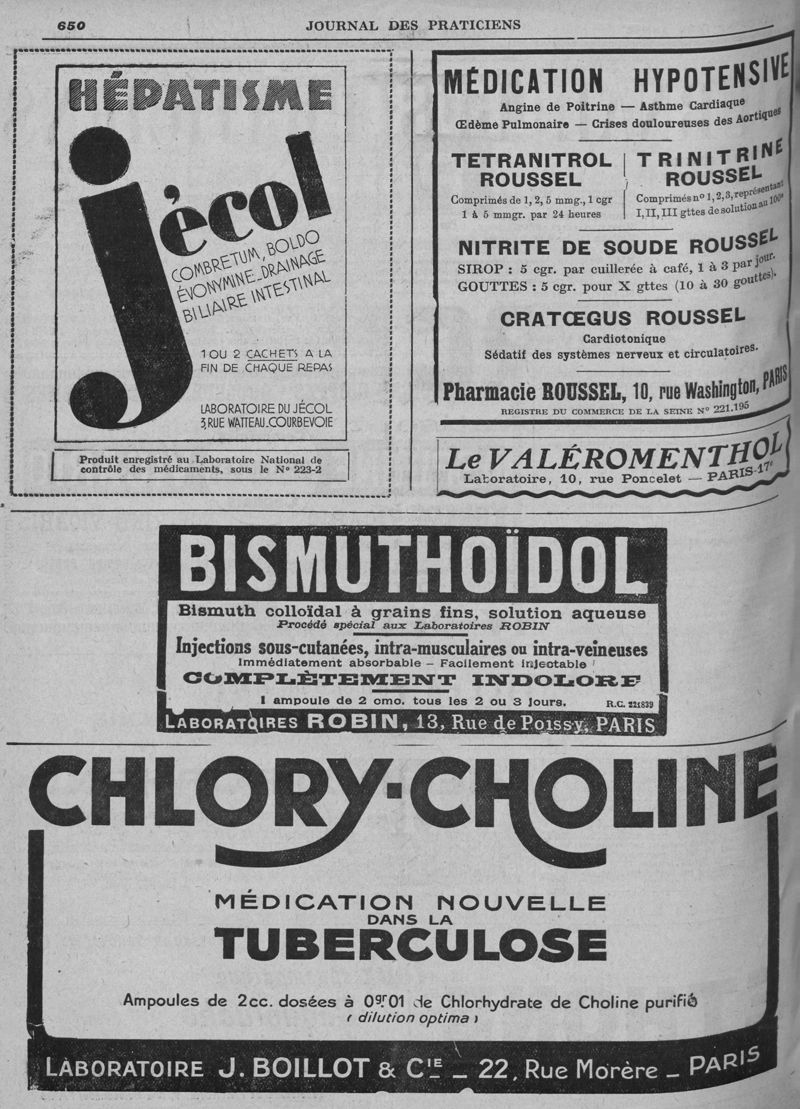 650
JOURNAL DES PRATICIENS
HÉPATISME
jécol
COMBRETUM, BOLDO
ÉVONYMINE_DRAINAGE
BILIAIRE INTESTINAL
1 OU 2 CACHETS A LA
FIN DE CHAQUE REPAS
LABORATOIRE DU JÉCOL
3, RUE WATTEAU_COURBEVOIE
Produit enregistré au Laboratoire National de
contrôle des médicaments, sous le N° 223-2
MÉDICATION HYPOTENSIVE
Angine de Poitrine — Asthme Cardiaque
Œdème Pulmonaire — Crises douloureuses des Aortiques
TETRANITROL
ROUSSEL
Comprimés de 1, 2, 5 mmg., 1 cgr
1 à 5 mmgr. par 24 heures
TRINITRINE
ROUSSEL
Comprimés n° 1, 2, 3, représentant
I, II, III gttes de solution au 100e
NITRITE DE SOUDE ROUSSEL
SIROP : 5 cgr. par cuillerée à café, 1 à 3 par jour.
GOUTTES : 5 cgr. pour X gttes (10 à 30 gouttes).
CRATŒGUS ROUSSEL
Cardiotonique
Sédatif des systèmes nerveux et circulatoires.
Pharmacie ROUSSEL, 10, rue Washington, PARIS
REGISTRE DU COMMERCE DE LA SEINE N° 221.195
Le VALÉROMENTHOL
Laboratoire, 10, rue Poncelet — PARIS-17e
BISMUTHOÏDOL
Bismuth colloïdal à grains fins, solution aqueuse
Procédé spécial aux Laboratoires ROBIN
Injections sous-cutanées, intra-musculaires ou intra-veineuses
Immédiatement absorbable – Facilement injectable
COMPLÈTEMENT INDOLORE
1 ampoule de 2 cmc. tous les 2 ou 3 jours.
R.C. 221839
LABORATOIRES ROBIN, 13, Rue de Poissy, PARIS
CHLORY-CHOLINE
MÉDICATION NOUVELLE
DANS LA
TUBERCULOSE
Ampoules de 2cc. dosées à 0gr.01 de Chlorhydrate de Choline purifié
( dilution optima )
LABORATOIRE J. BOILLOT & CIE _ 22, Rue Morère _ PARIS